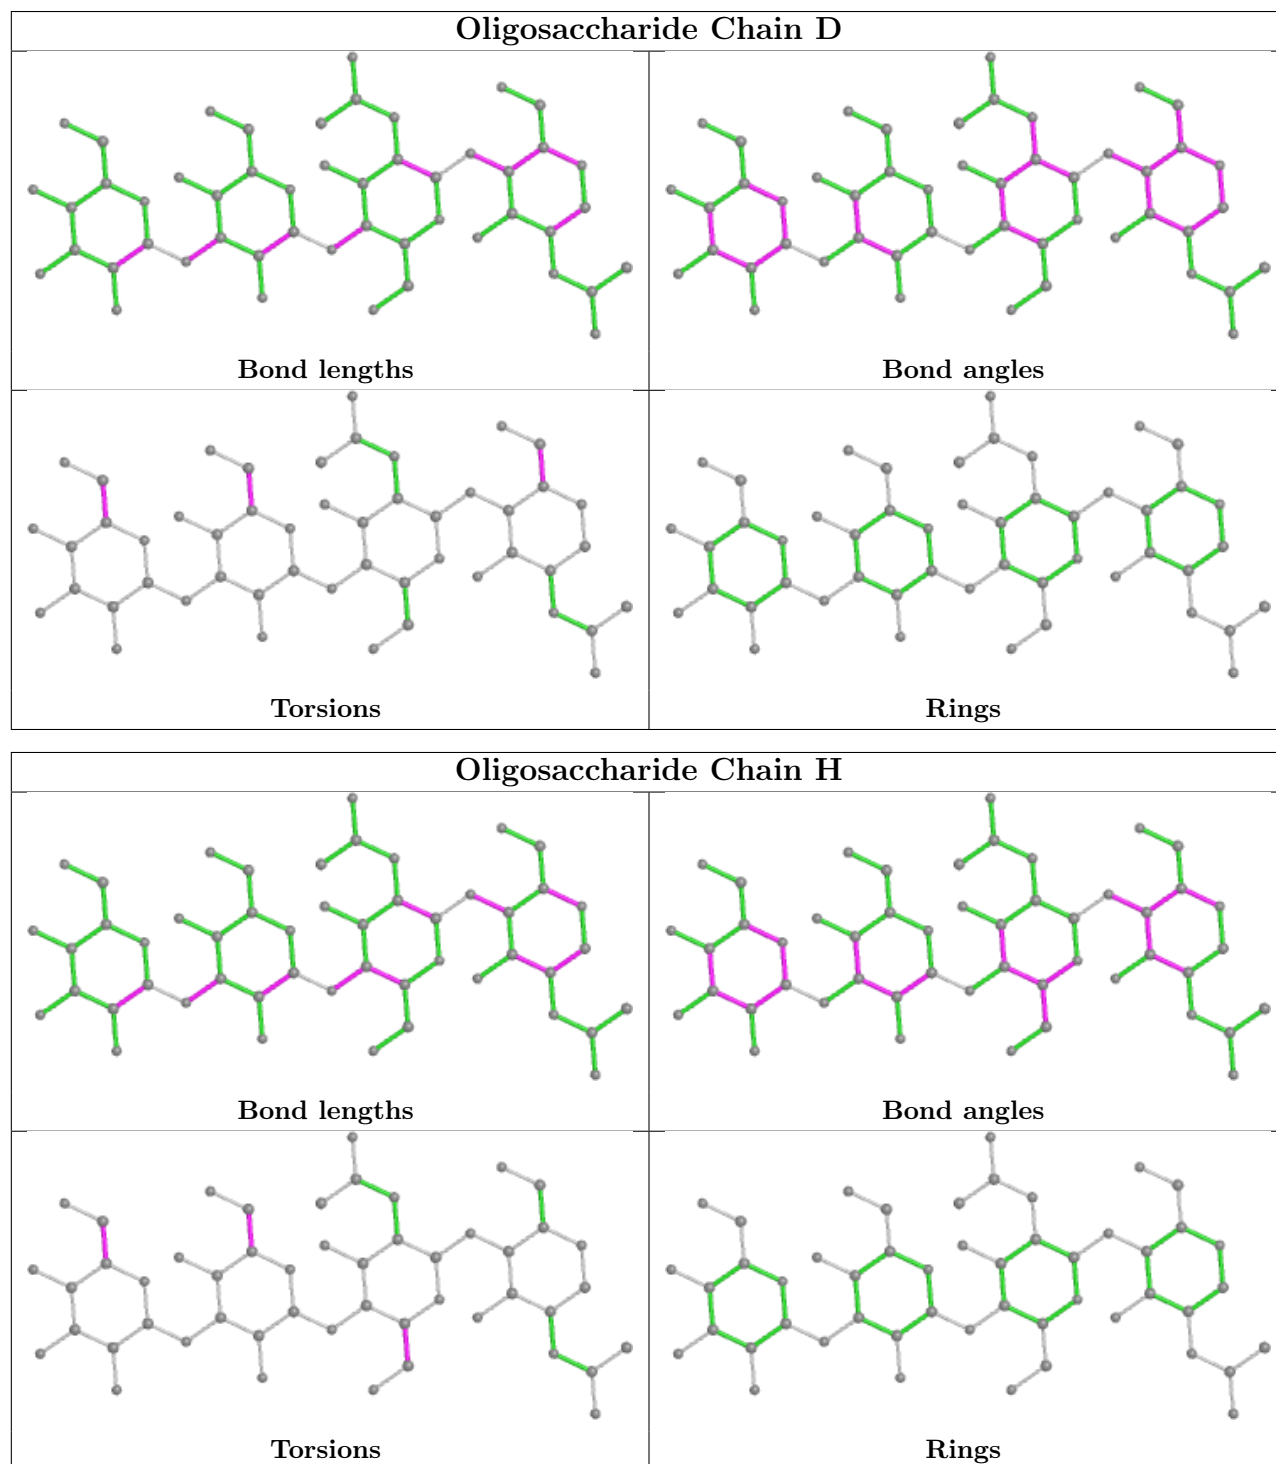 Oligosaccharide Chain D
Bond lengths
Bond angles
Torsions
Rings
Oligosaccharide Chain H
Bond lengths
Bond angles
Torsions
Rings